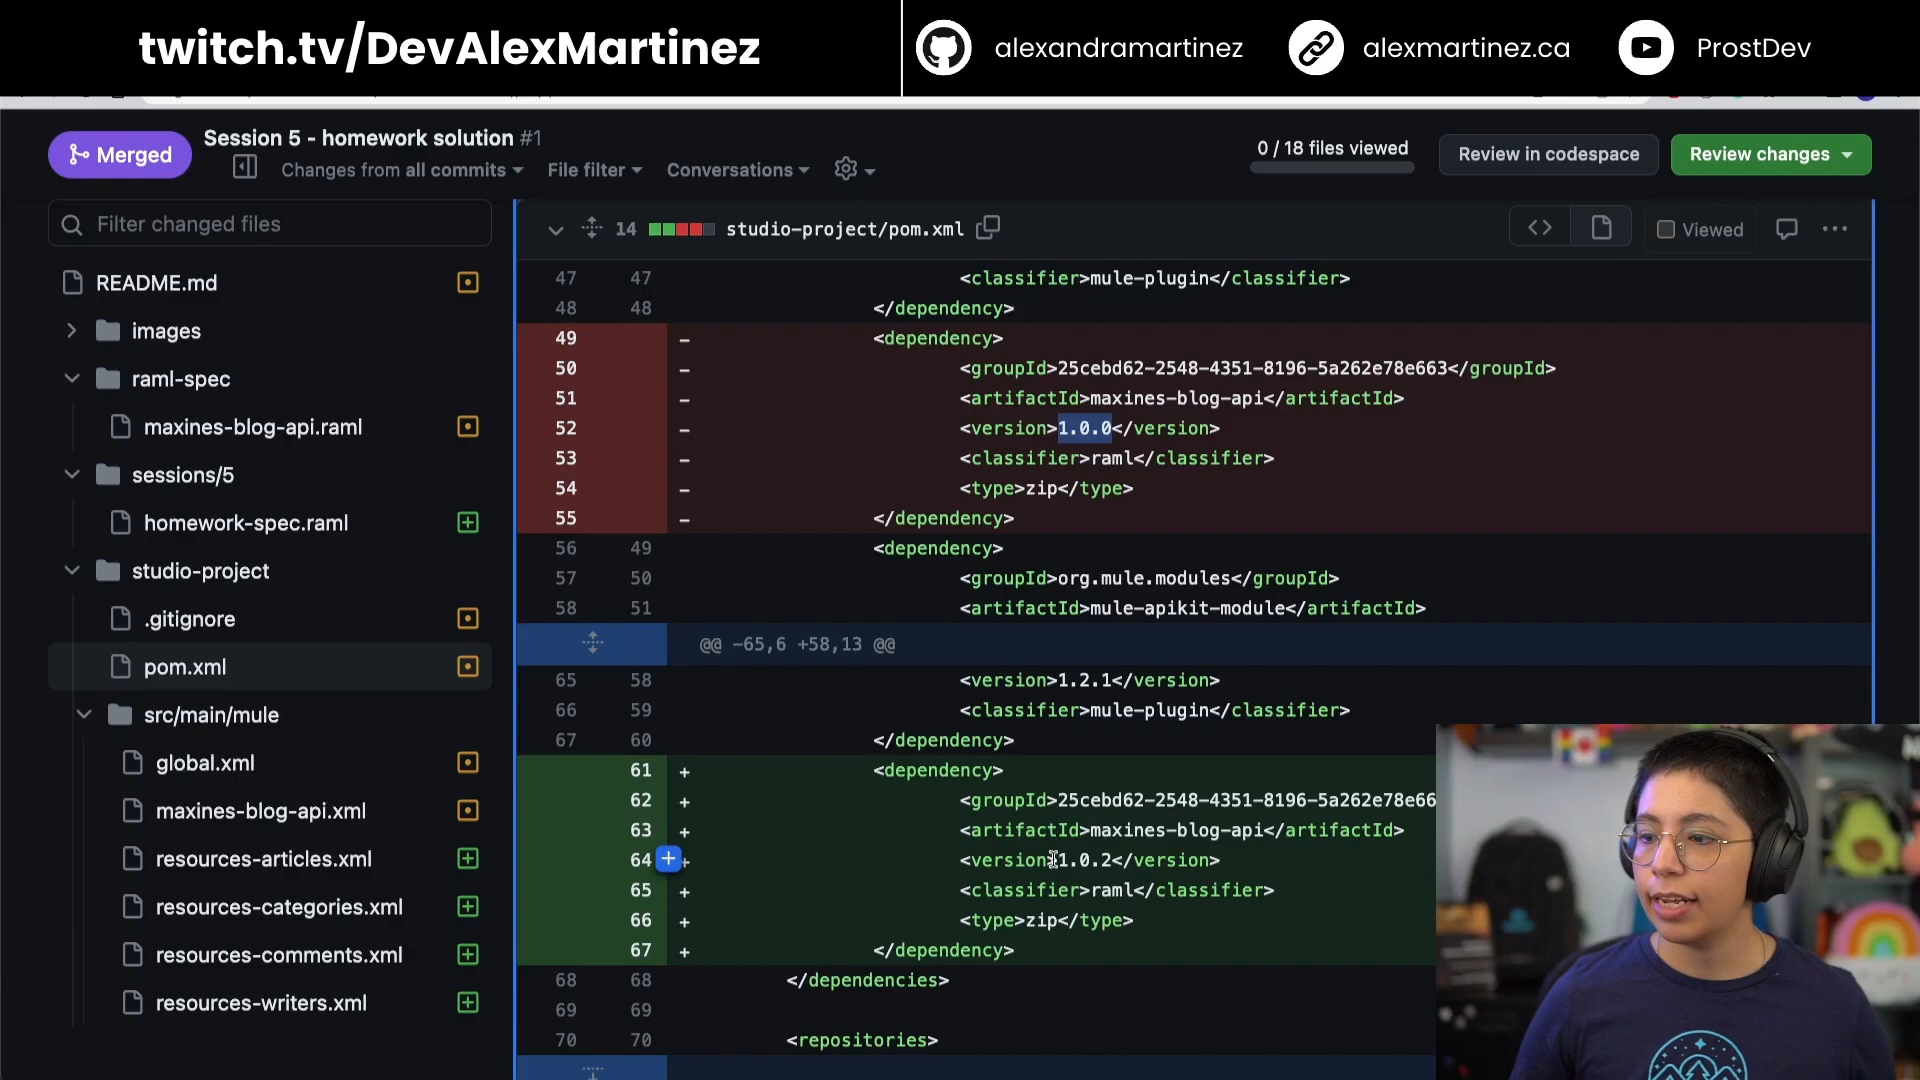 twitch.tv/DevAlexMartinez
alexandramartinez
alexmartinez.ca
ProstDev
Merged
Session 5 - homework solution #1
Changes from all commits
File filter
Conversations
0 / 18 files viewed
Review in codespace
Review changes
Filter changed files
README.md
images
raml-spec
maxines-blog-api.raml
sessions/5
homework-spec.raml
studio-project
.gitignore
pom.xml
src/main/mule
global.xml
maxines-blog-api.xml
resources-articles.xml
resources-categories.xml
resources-comments.xml
resources-writers.xml
14 studio-project/pom.xml
Viewed
47 47 <classifier>mule-plugin</classifier>
48 48 </dependency>
49 - <dependency>
50 - <groupId>25cebd62-2548-4351-8196-5a262e78e663</groupId>
51 - <artifactId>maxines-blog-api</artifactId>
52 - <version>1.0.0</version>
53 - <classifier>raml</classifier>
54 - <type>zip</type>
55 - </dependency>
56 49 <dependency>
57 50 <groupId>org.mule.modules</groupId>
58 51 <artifactId>mule-apikit-module</artifactId>
@@ -65,6 +58,13 @@
65 58 <version>1.2.1</version>
66 59 <classifier>mule-plugin</classifier>
67 60 </dependency>
61 + <dependency>
62 + <groupId>25cebd62-2548-4351-8196-5a262e78e66
63 + <artifactId>maxines-blog-api</artifactId>
64 + <version>1.0.2</version>
65 + <classifier>raml</classifier>
66 + <type>zip</type>
67 + </dependency>
68 68 </dependencies>
69 69
70 70 <repositories>